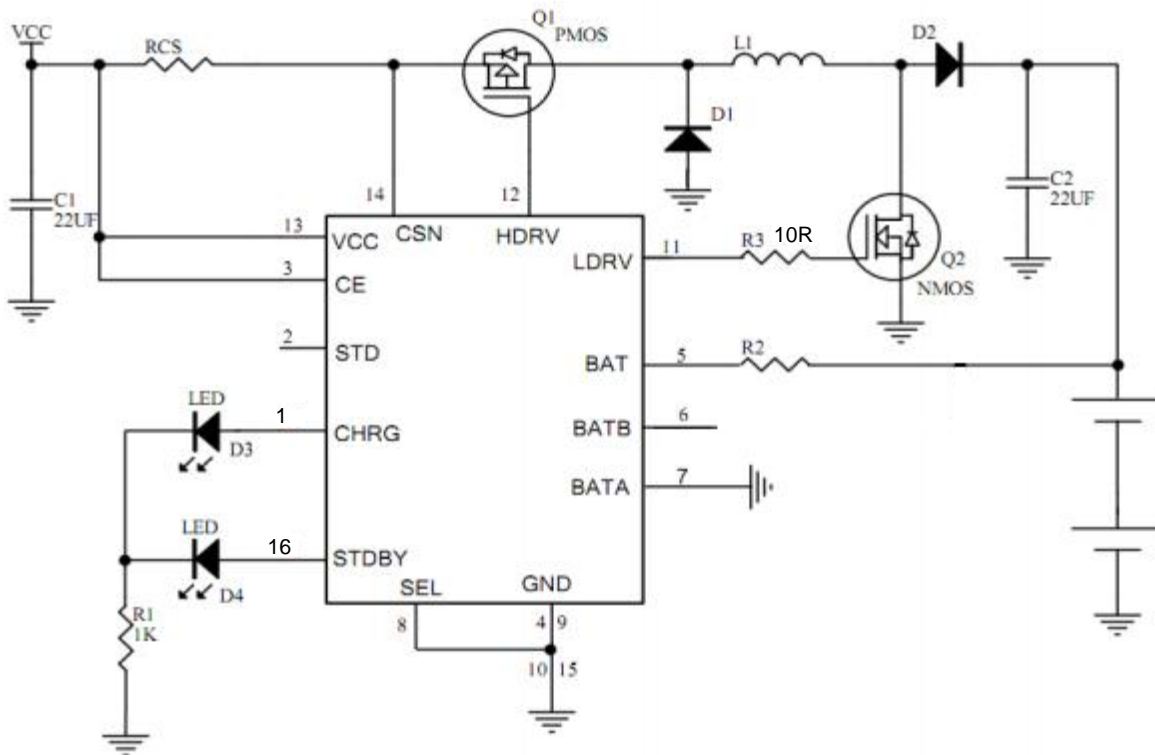 Q1
PMOS
VCC
RCS
L1
D2
D1
C1
22UF
14
12
C2
22UF
13
VCC
CSN
HDRV
LDRV
11
R3
10R
Q2
NMOS
3
CE
2
STD
BAT
5
R2
LED
1
CHRG
D3
BATB
6
BATA
7
LED
16
STDBY
D4
SEL
GND
R1
1K
8
4
9
10
15